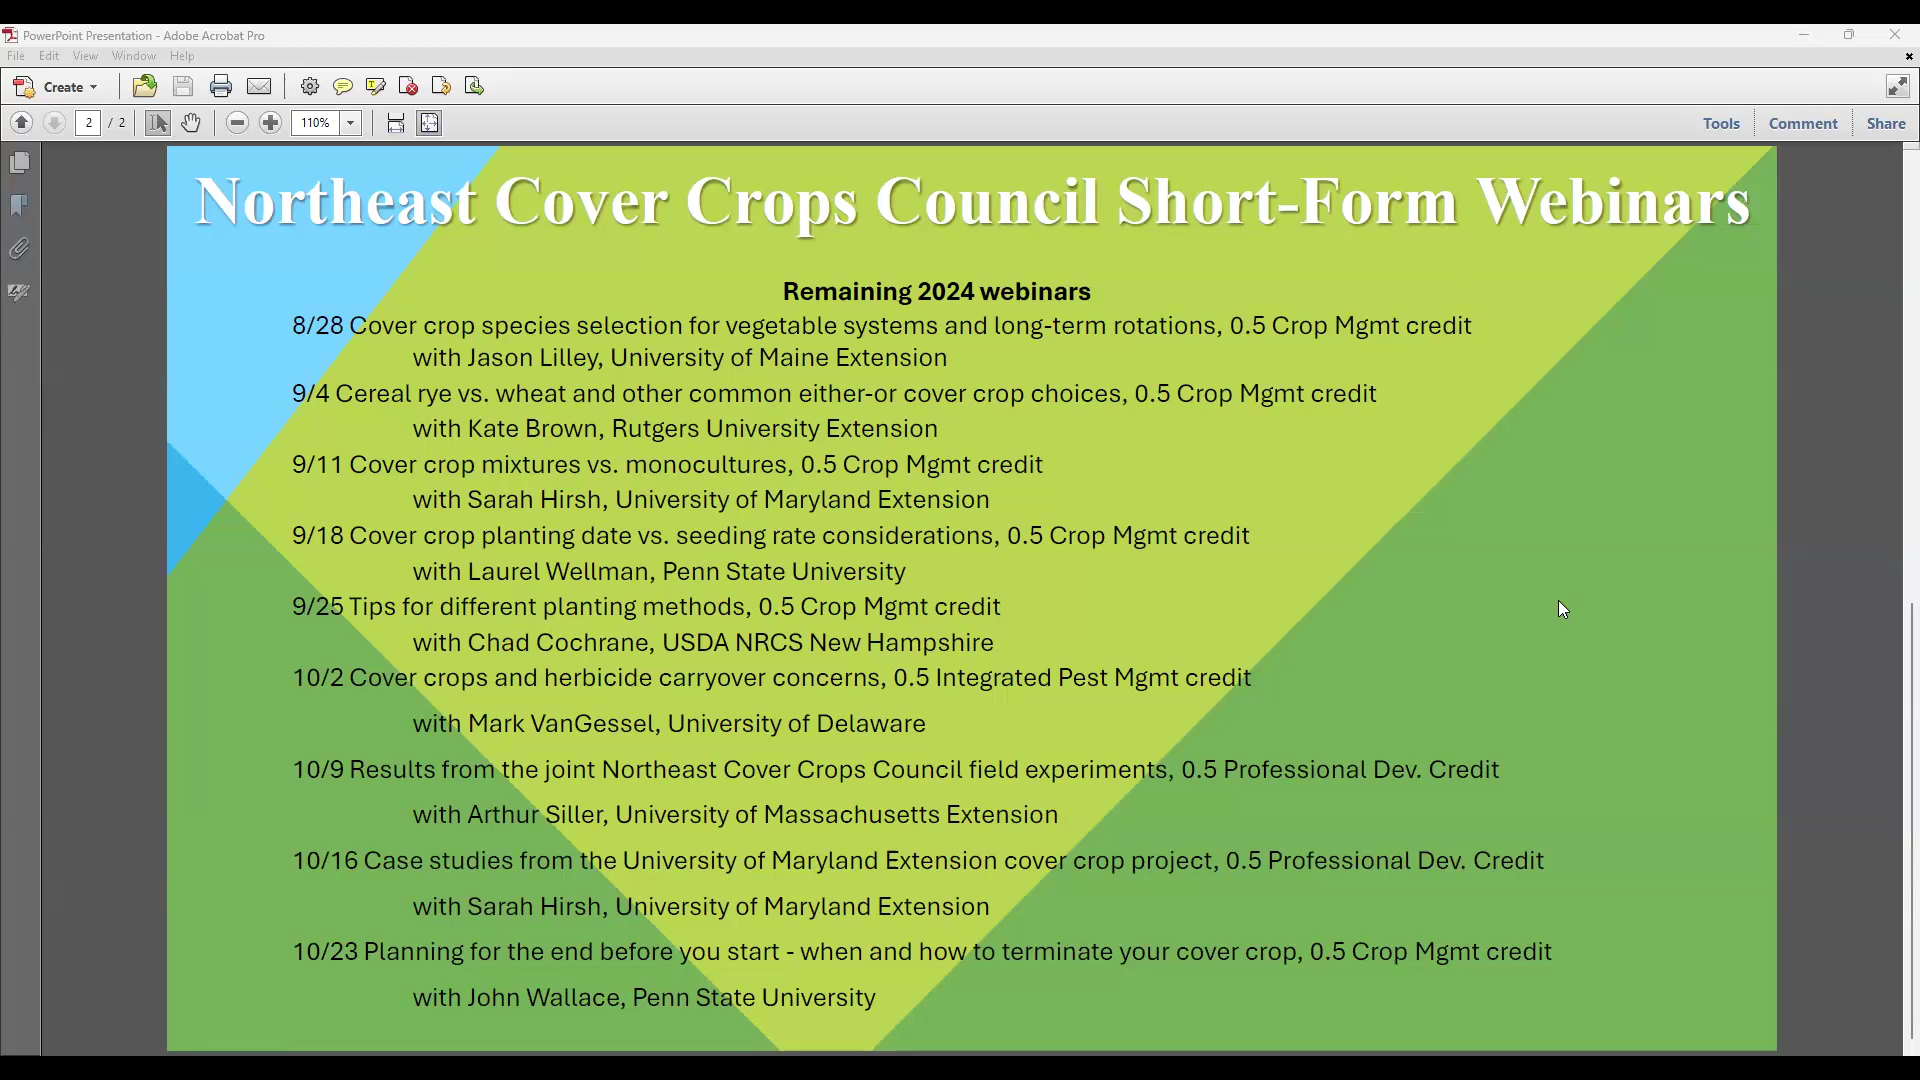 PowerPoint Presentation - Adobe Acrobat Pro
File Edit View Window Help
Create
2 / 2 110% Tools Comment Share
Northeast Cover Crops Council Short-Form Webinars
Remaining 2024 webinars
8/28 Cover crop species selection for vegetable systems and long-term rotations, 0.5 Crop Mgmt credit
with Jason Lilley, University of Maine Extension
9/4 Cereal rye vs. wheat and other common either-or cover crop choices, 0.5 Crop Mgmt credit
with Kate Brown, Rutgers University Extension
9/11 Cover crop mixtures vs. monocultures, 0.5 Crop Mgmt credit
with Sarah Hirsh, University of Maryland Extension
9/18 Cover crop planting date vs. seeding rate considerations, 0.5 Crop Mgmt credit
with Laurel Wellman, Penn State University
9/25 Tips for different planting methods, 0.5 Crop Mgmt credit
with Chad Cochrane, USDA NRCS New Hampshire
10/2 Cover crops and herbicide carryover concerns, 0.5 Integrated Pest Mgmt credit
with Mark VanGessel, University of Delaware
10/9 Results from the joint Northeast Cover Crops Council field experiments, 0.5 Professional Dev. Credit
with Arthur Siller, University of Massachusetts Extension
10/16 Case studies from the University of Maryland Extension cover crop project, 0.5 Professional Dev. Credit
with Sarah Hirsh, University of Maryland Extension
10/23 Planning for the end before you start - when and how to terminate your cover crop, 0.5 Crop Mgmt credit
with John Wallace, Penn State University